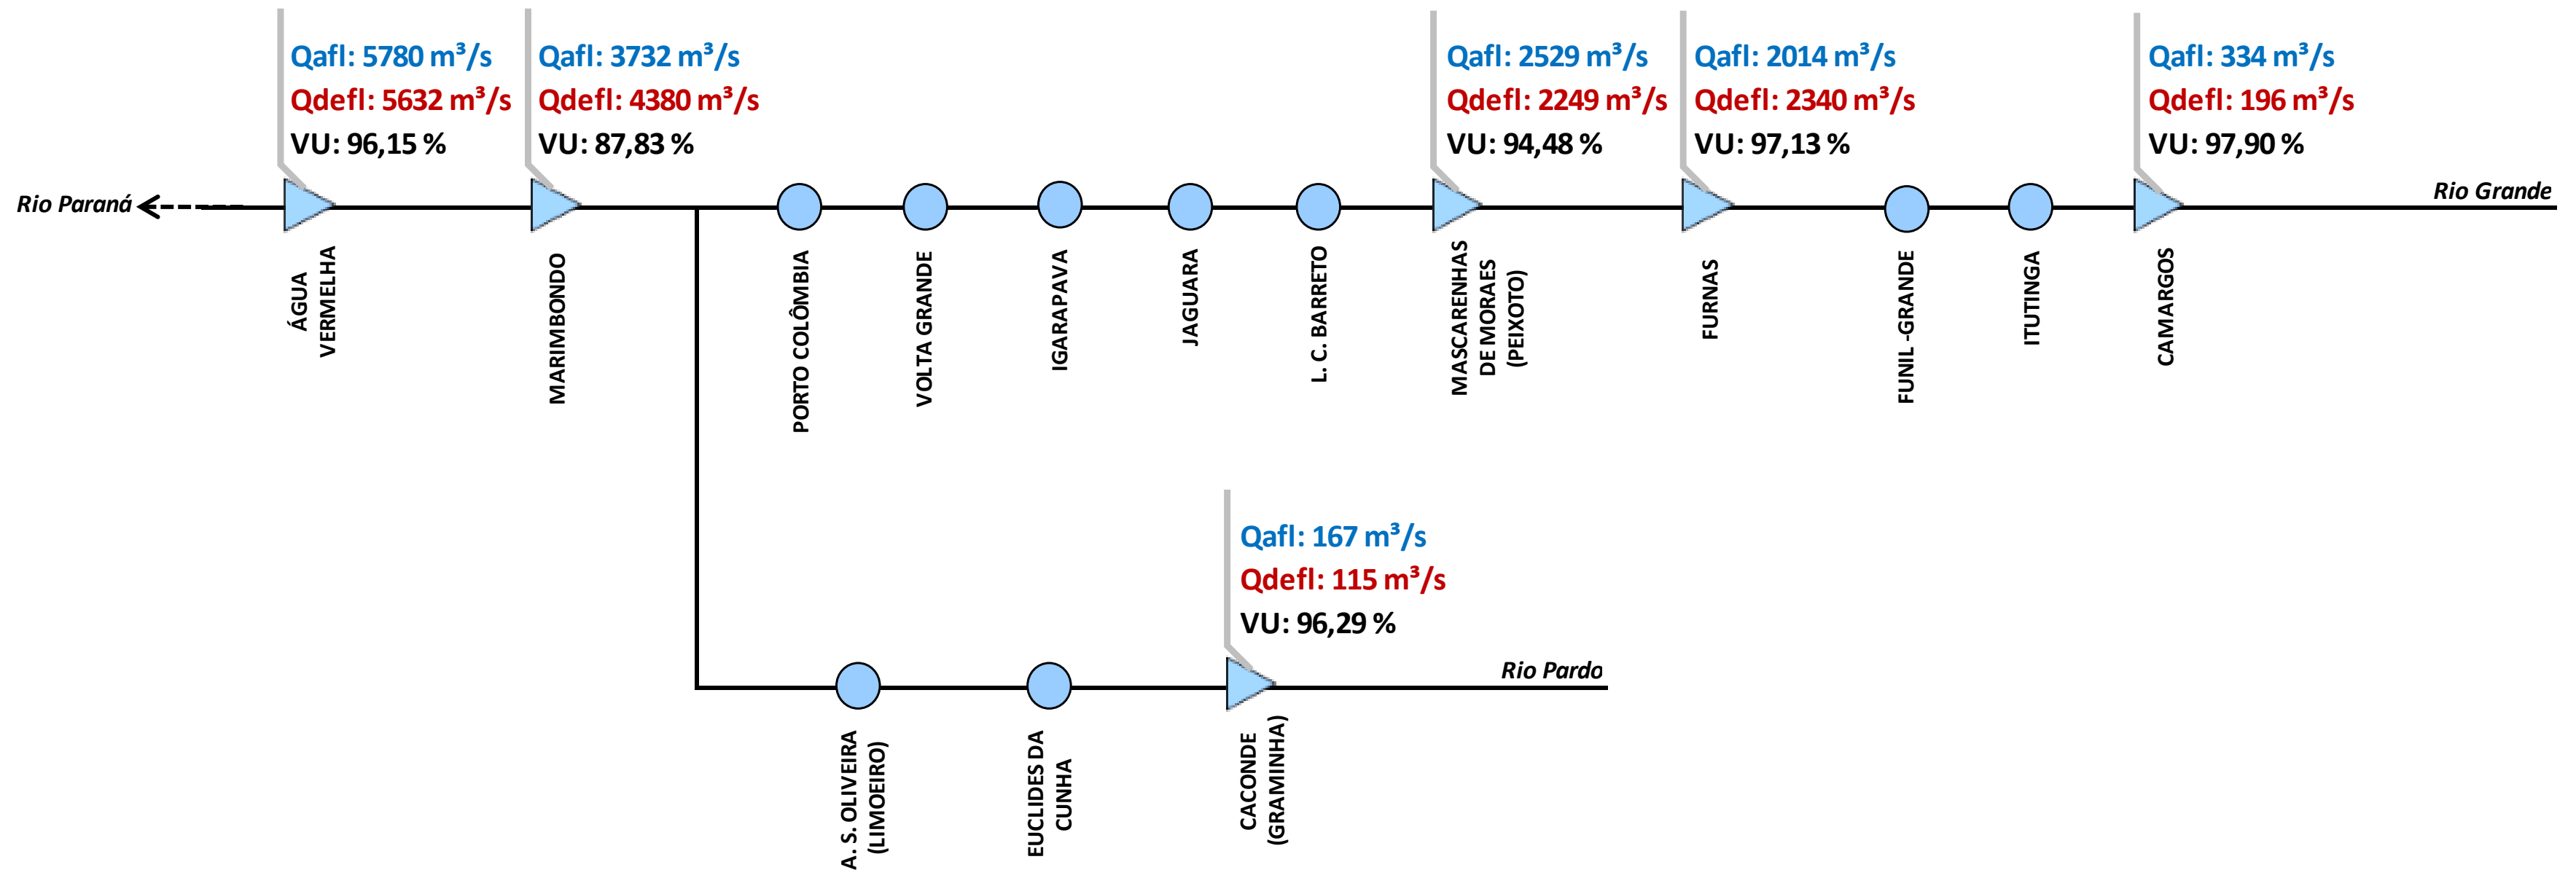 Qafl: 5780 m³/s
Qdefl: 5632 m³/s
VU: 96,15 %
Qafl: 3732 m³/s
Qdefl: 4380 m³/s
VU: 87,83 %
Qafl: 2529 m³/s
Qdefl: 2249 m³/s
VU: 94,48 %
Qafl: 2014 m³/s
Qdefl: 2340 m³/s
VU: 97,13 %
Qafl: 334 m³/s
Qdefl: 196 m³/s
VU: 97,90 %
Rio Paraná
Rio Grande
ÁGUA
VERMELHA
MARIMBONDO
PORTO COLÔMBIA
VOLTA GRANDE
IGARAPAVA
JAGUARA
L. C. BARRETO
MASCARENHAS
DE MORAES
(PEIXOTO)
FURNAS
FUNIL -GRANDE
ITUTINGA
CAMARGOS
Qafl: 167 m³/s
Qdefl: 115 m³/s
VU: 96,29 %
Rio Pardo
A. S. OLIVEIRA
(LIMOEIRO)
EUCLIDES DA
CUNHA
CACONDE
(GRAMINHA)